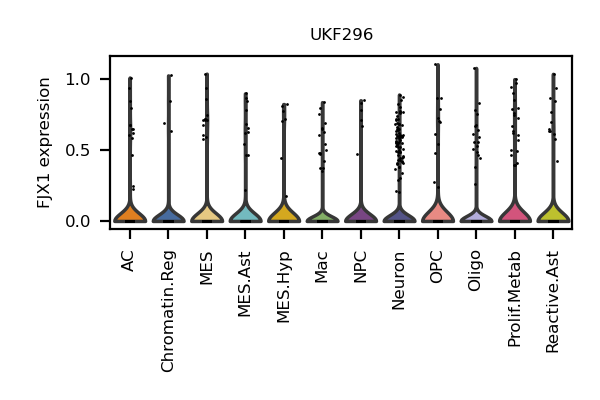 UKF296
FJX1 expression
1.0
0.5
0.0
AC
Chromatin.Reg
MES
MES.Ast
MES.Hyp
Mac
NPC
Neuron
OPC
Oligo
Prolif.Metab
Reactive.Ast